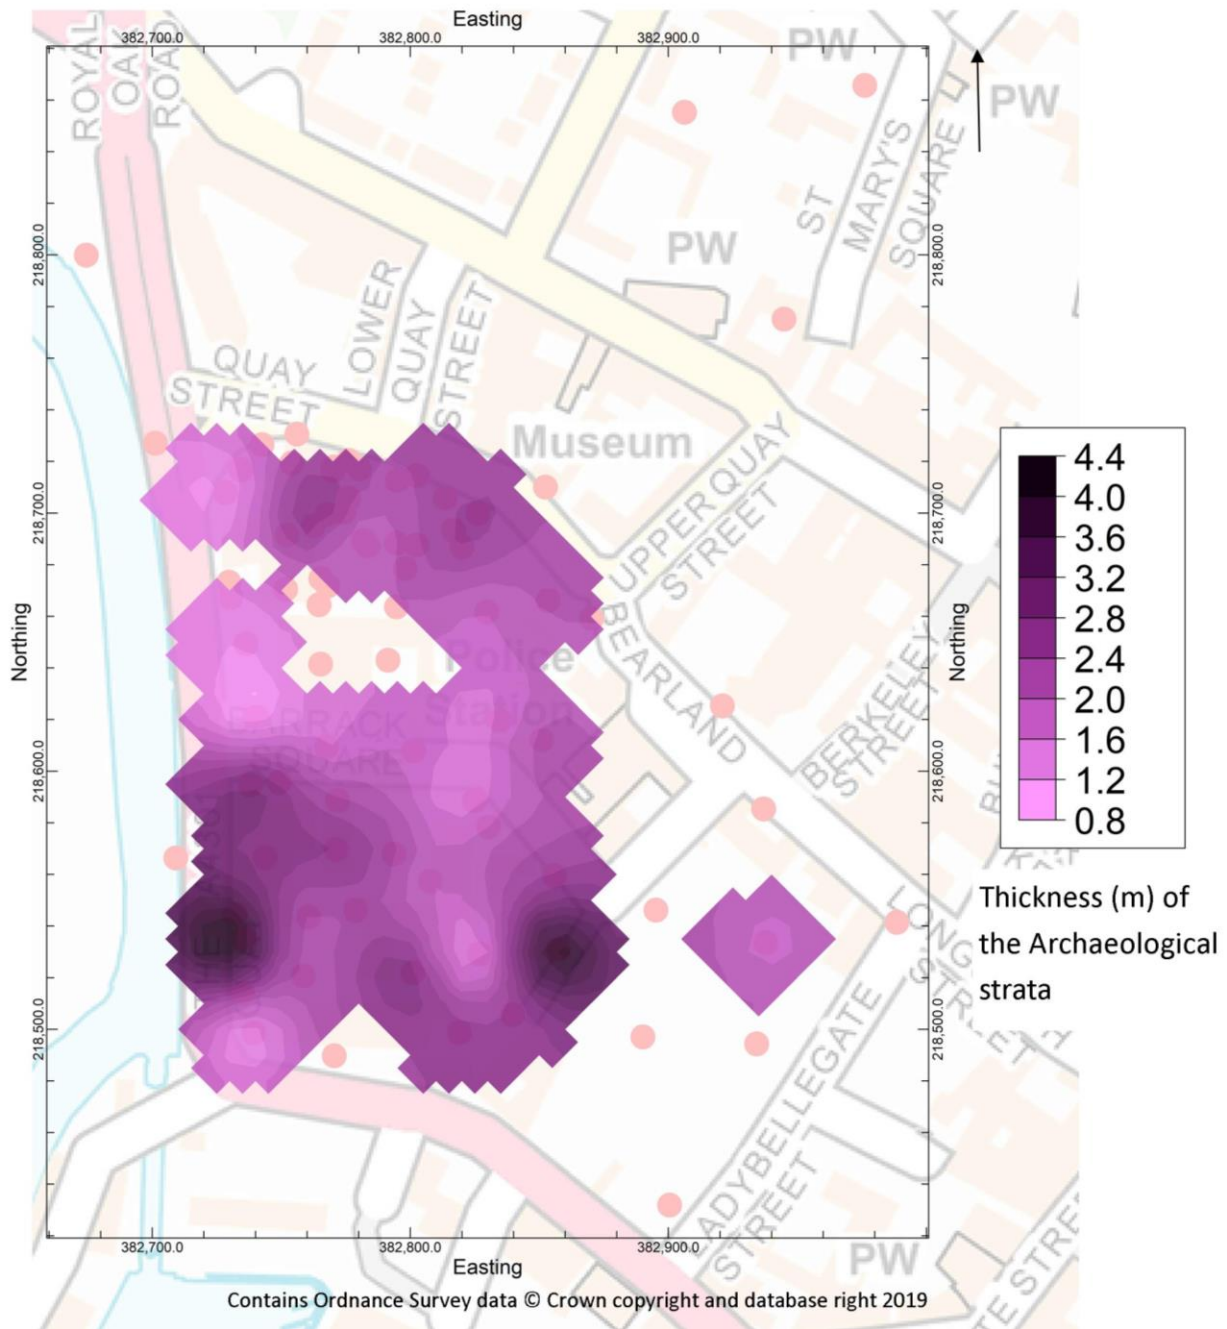 Easting
382,700.0
382,800.0
382,900.0
ROYAL
OAK
ROAD
PW
PW
ST
MARY'S
SQUARE
PW
218,800.0
218,800.0
LOWER
QUAY
STREET
QUAY
STREET
Museum
UPPER QUAY
STREET
218,700.0
218,700.0
4.4
4.0
3.6
3.2
2.8
2.4
2.0
1.6
1.2
0.8
Northing
Northing
Police
Station
BEARLAND
BERKELEY
STREET
BARRACK
SQUARE
218,600.0
218,600.0
Thickness (m) of
the Archaeological
strata
LONG
STREET
218,500.0
218,500.0
LADYBELLEGATE
STREET
PW
382,700.0
382,800.0
382,900.0
Easting
Contains Ordnance Survey data © Crown copyright and database right 2019